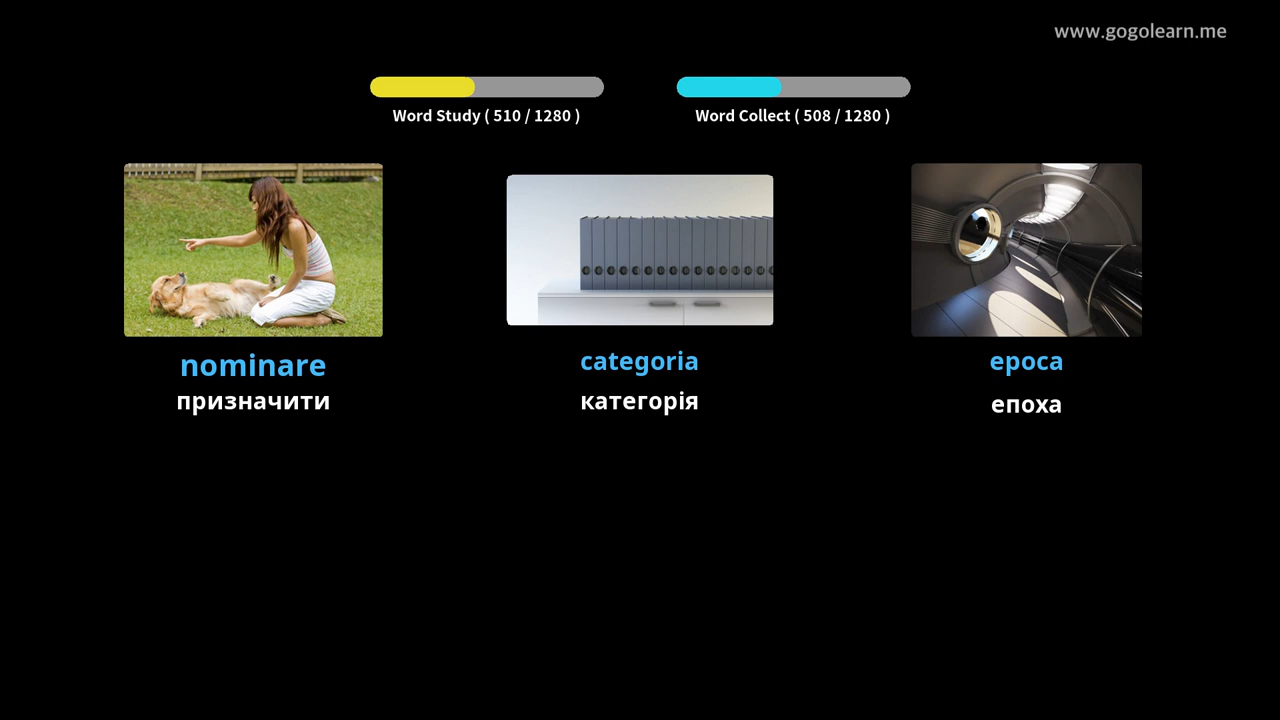 www.gogolearn.me
Word Study ( 510 / 1280 )
Word Collect ( 508 / 1280 )
nominare
призначити
categoria
категорія
epoca
епоха